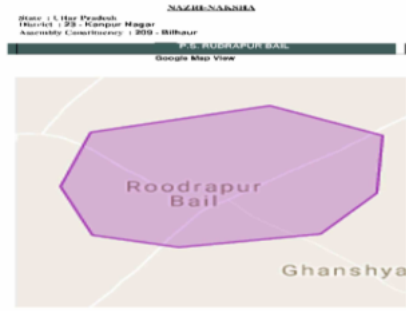 NAZRI-NAKSHA
State : Uttar Pradesh
District : 23 - Kanpur Nagar
Assembly Constituency : 209 - Bilhaur
P.S. RUDRAPUR BAIL
Google Map View
Roodrapur
Bail
Ghanshya